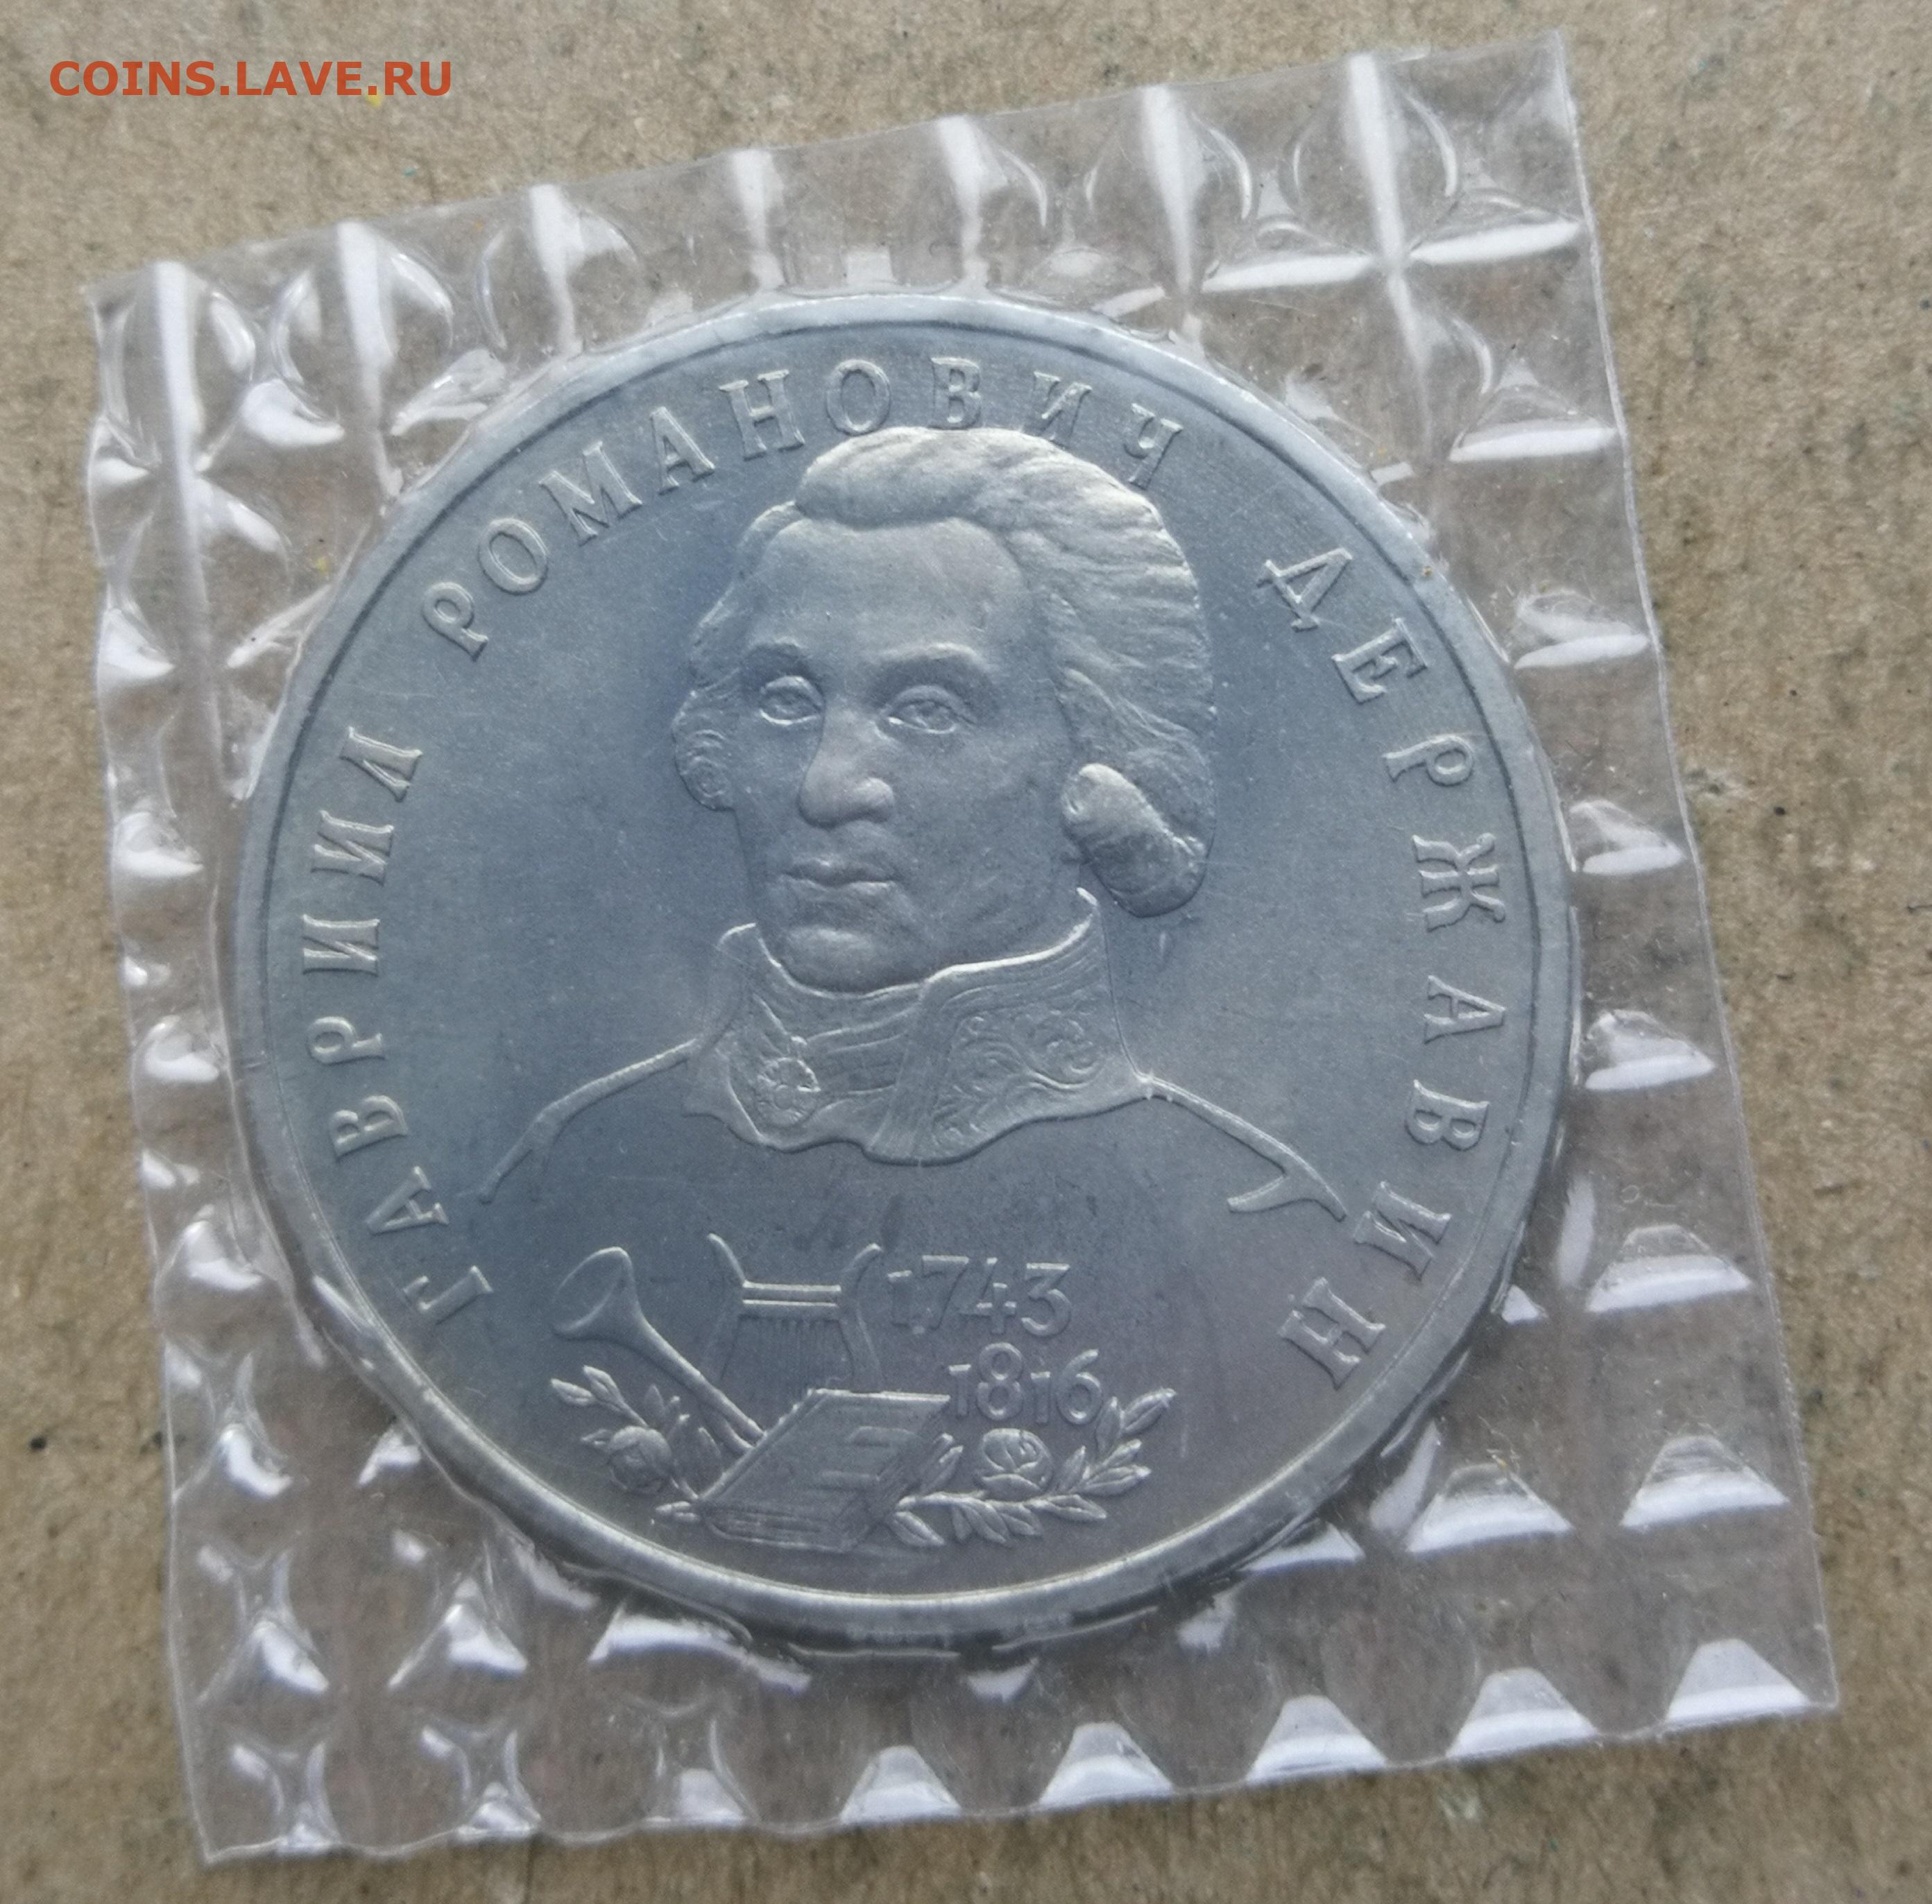 COINS.LAVE.RU
ГАВРИИЛ РОМАНОВИЧ ДЕРЖАВИН
1743
1816